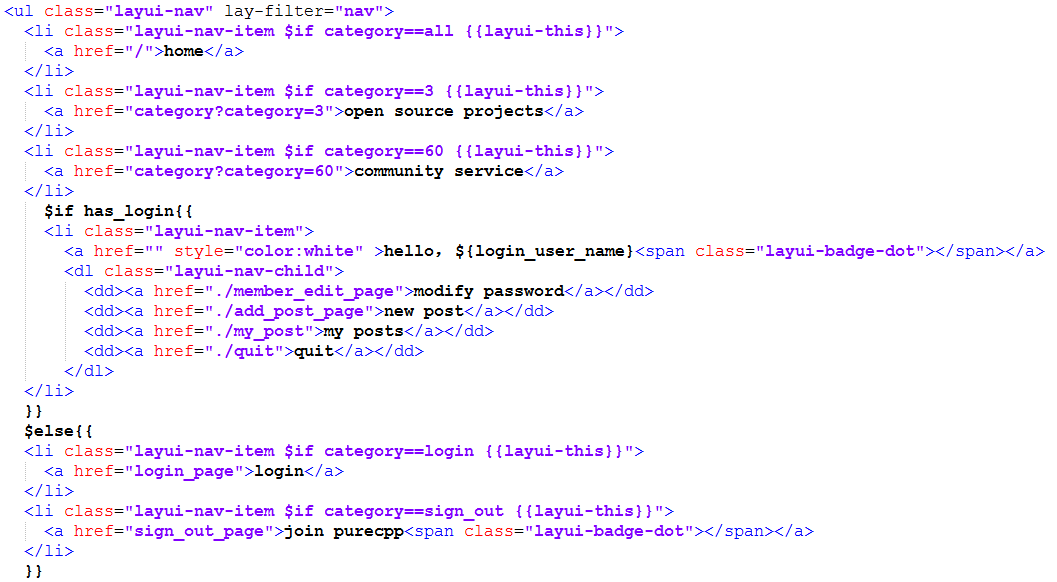 <ul class="layui-nav" lay-filter="nav">
<li class="layui-nav-item $if category==all {{layui-this}}">
<a href="/">home</a>
</li>
<li class="layui-nav-item $if category==3 {{layui-this}}">
<a href="category?category=3">open source projects</a>
</li>
<li class="layui-nav-item $if category==60 {{layui-this}}">
<a href="category?category=60">community service</a>
</li>
$if has_login{{
<li class="layui-nav-item">
<a href="" style="color:white" >hello, ${login_user_name}<span class="layui-badge-dot"></span></a>
<dl class="layui-nav-child">
<dd><a href="./member_edit_page">modify password</a></dd>
<dd><a href="./add_post_page">new post</a></dd>
<dd><a href="./my_post">my posts</a></dd>
<dd><a href="./quit">quit</a></dd>
</dl>
</li>
}}
$else{{
<li class="layui-nav-item $if category==login {{layui-this}}">
<a href="login_page">login</a>
</li>
<li class="layui-nav-item $if category==sign_out {{layui-this}}">
<a href="sign_out_page">join purecpp<span class="layui-badge-dot"></span></a>
</li>
}}